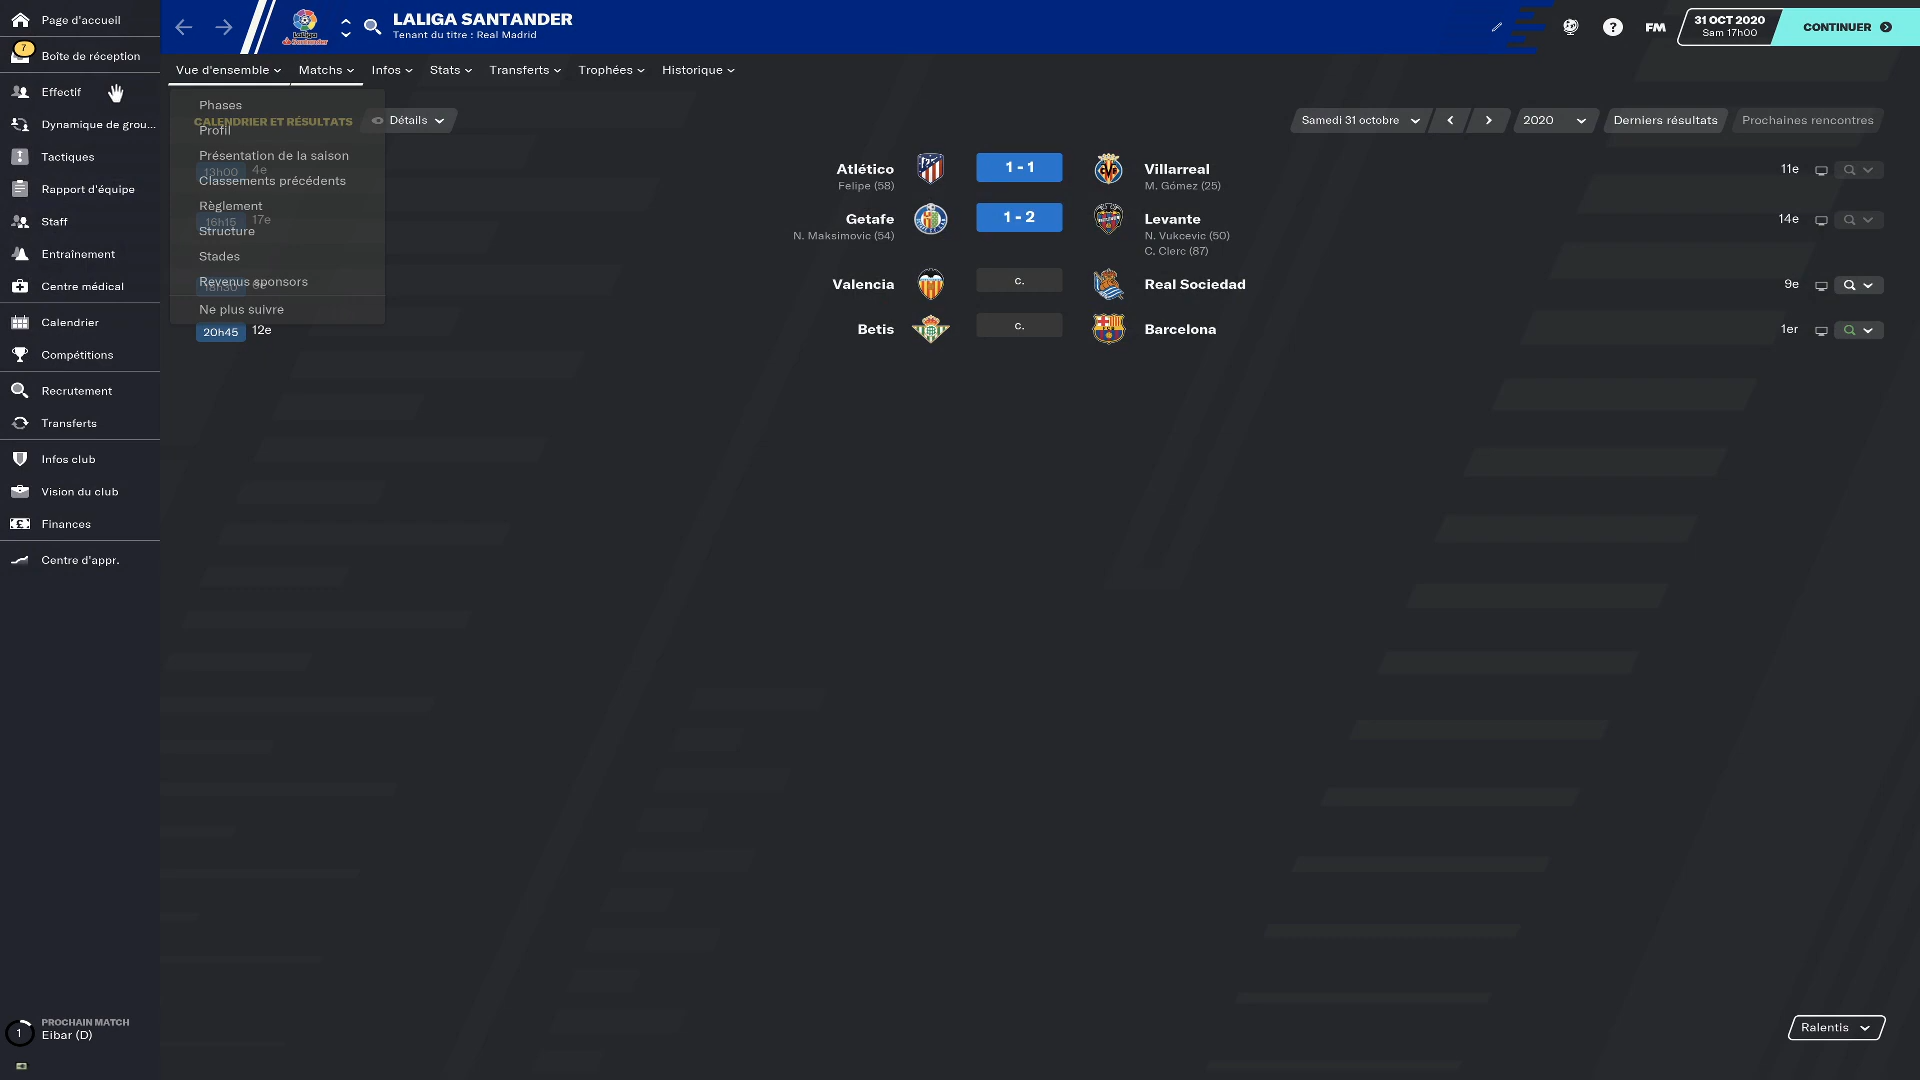 Page d'accueil
7
Boîte de réception
Effectif
Dynamique de grou...
Tactiques
Rapport d'équipe
Staff
Entraînement
Centre médical
Calendrier
Compétitions
Recrutement
Transferts
Infos club
Vision du club
Finances
Centre d'appr.
1
PROCHAIN MATCH
Eibar (D)
LALIGA SANTANDER
Tenant du titre : Real Madrid
?
FM
31 OCT 2020
Sam 17h00
CONTINUER
Vue d'ensemble
Matchs
Infos
Stats
Transferts
Trophées
Historique
Phases
Profil
Présentation de la saison
Classements précédents
Règlement
Structure
Stades
Revenus sponsors
Ne plus suivre
CALENDRIER ET RÉSULTATS
Détails
Samedi 31 octobre
2020
Derniers résultats
Prochaines rencontres
13h00 4e Atlético 1 - 1 Villarreal 11e
Felipe (58) M. Gómez (25)
16h15 17e Getafe 1 - 2 Levante 14e
N. Maksimovic (54) N. Vukcevic (50)
C. Clerc (87)
18h30 Valencia c. Real Sociedad 9e
20h45 12e Betis c. Barcelona 1er
Ralentis